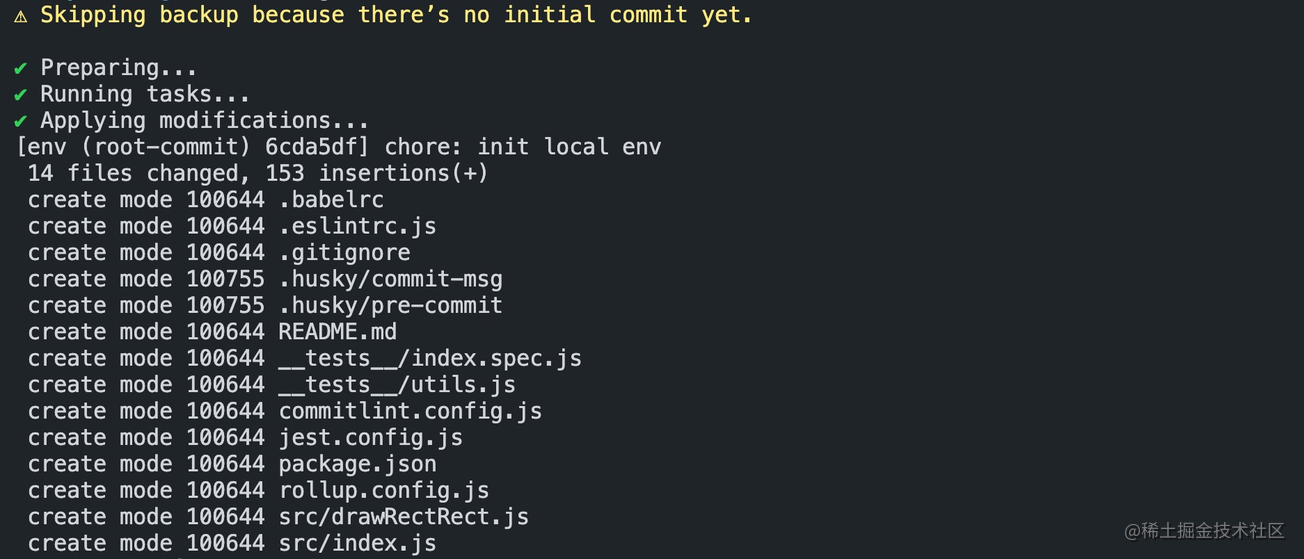 ⚠ Skipping backup because there’s no initial commit yet.
✔ Preparing...
✔ Running tasks...
✔ Applying modifications...
[env (root-commit) 6cda5df] chore: init local env
14 files changed, 153 insertions(+)
create mode 100644 .babelrc
create mode 100644 .eslintrc.js
create mode 100644 .gitignore
create mode 100755 .husky/commit-msg
create mode 100755 .husky/pre-commit
create mode 100644 README.md
create mode 100644 __tests__/index.spec.js
create mode 100644 __tests__/utils.js
create mode 100644 commitlint.config.js
create mode 100644 jest.config.js
create mode 100644 package.json
create mode 100644 rollup.config.js
create mode 100644 src/drawRectRect.js
create mode 100644 src/index.js
@稀土掘金技术社区